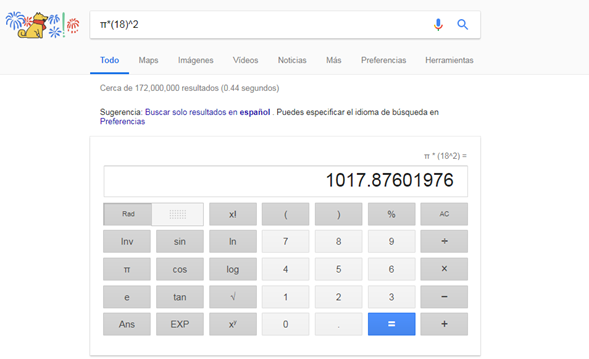 π*(18)^2
Todo Maps Imágenes Vídeos Noticias Más Preferencias Herramientas
Cerca de 172,000,000 resultados (0.44 segundos)
Sugerencia: Buscar solo resultados en español . Puedes especificar el idioma de búsqueda en
Preferencias
π * (18^2) =
1017.87601976
Rad x! ( ) % AC
Inv sin ln 7 8 9 ÷
π cos log 4 5 6 ×
e tan √ 1 2 3 −
Ans EXP xʸ 0 . = +